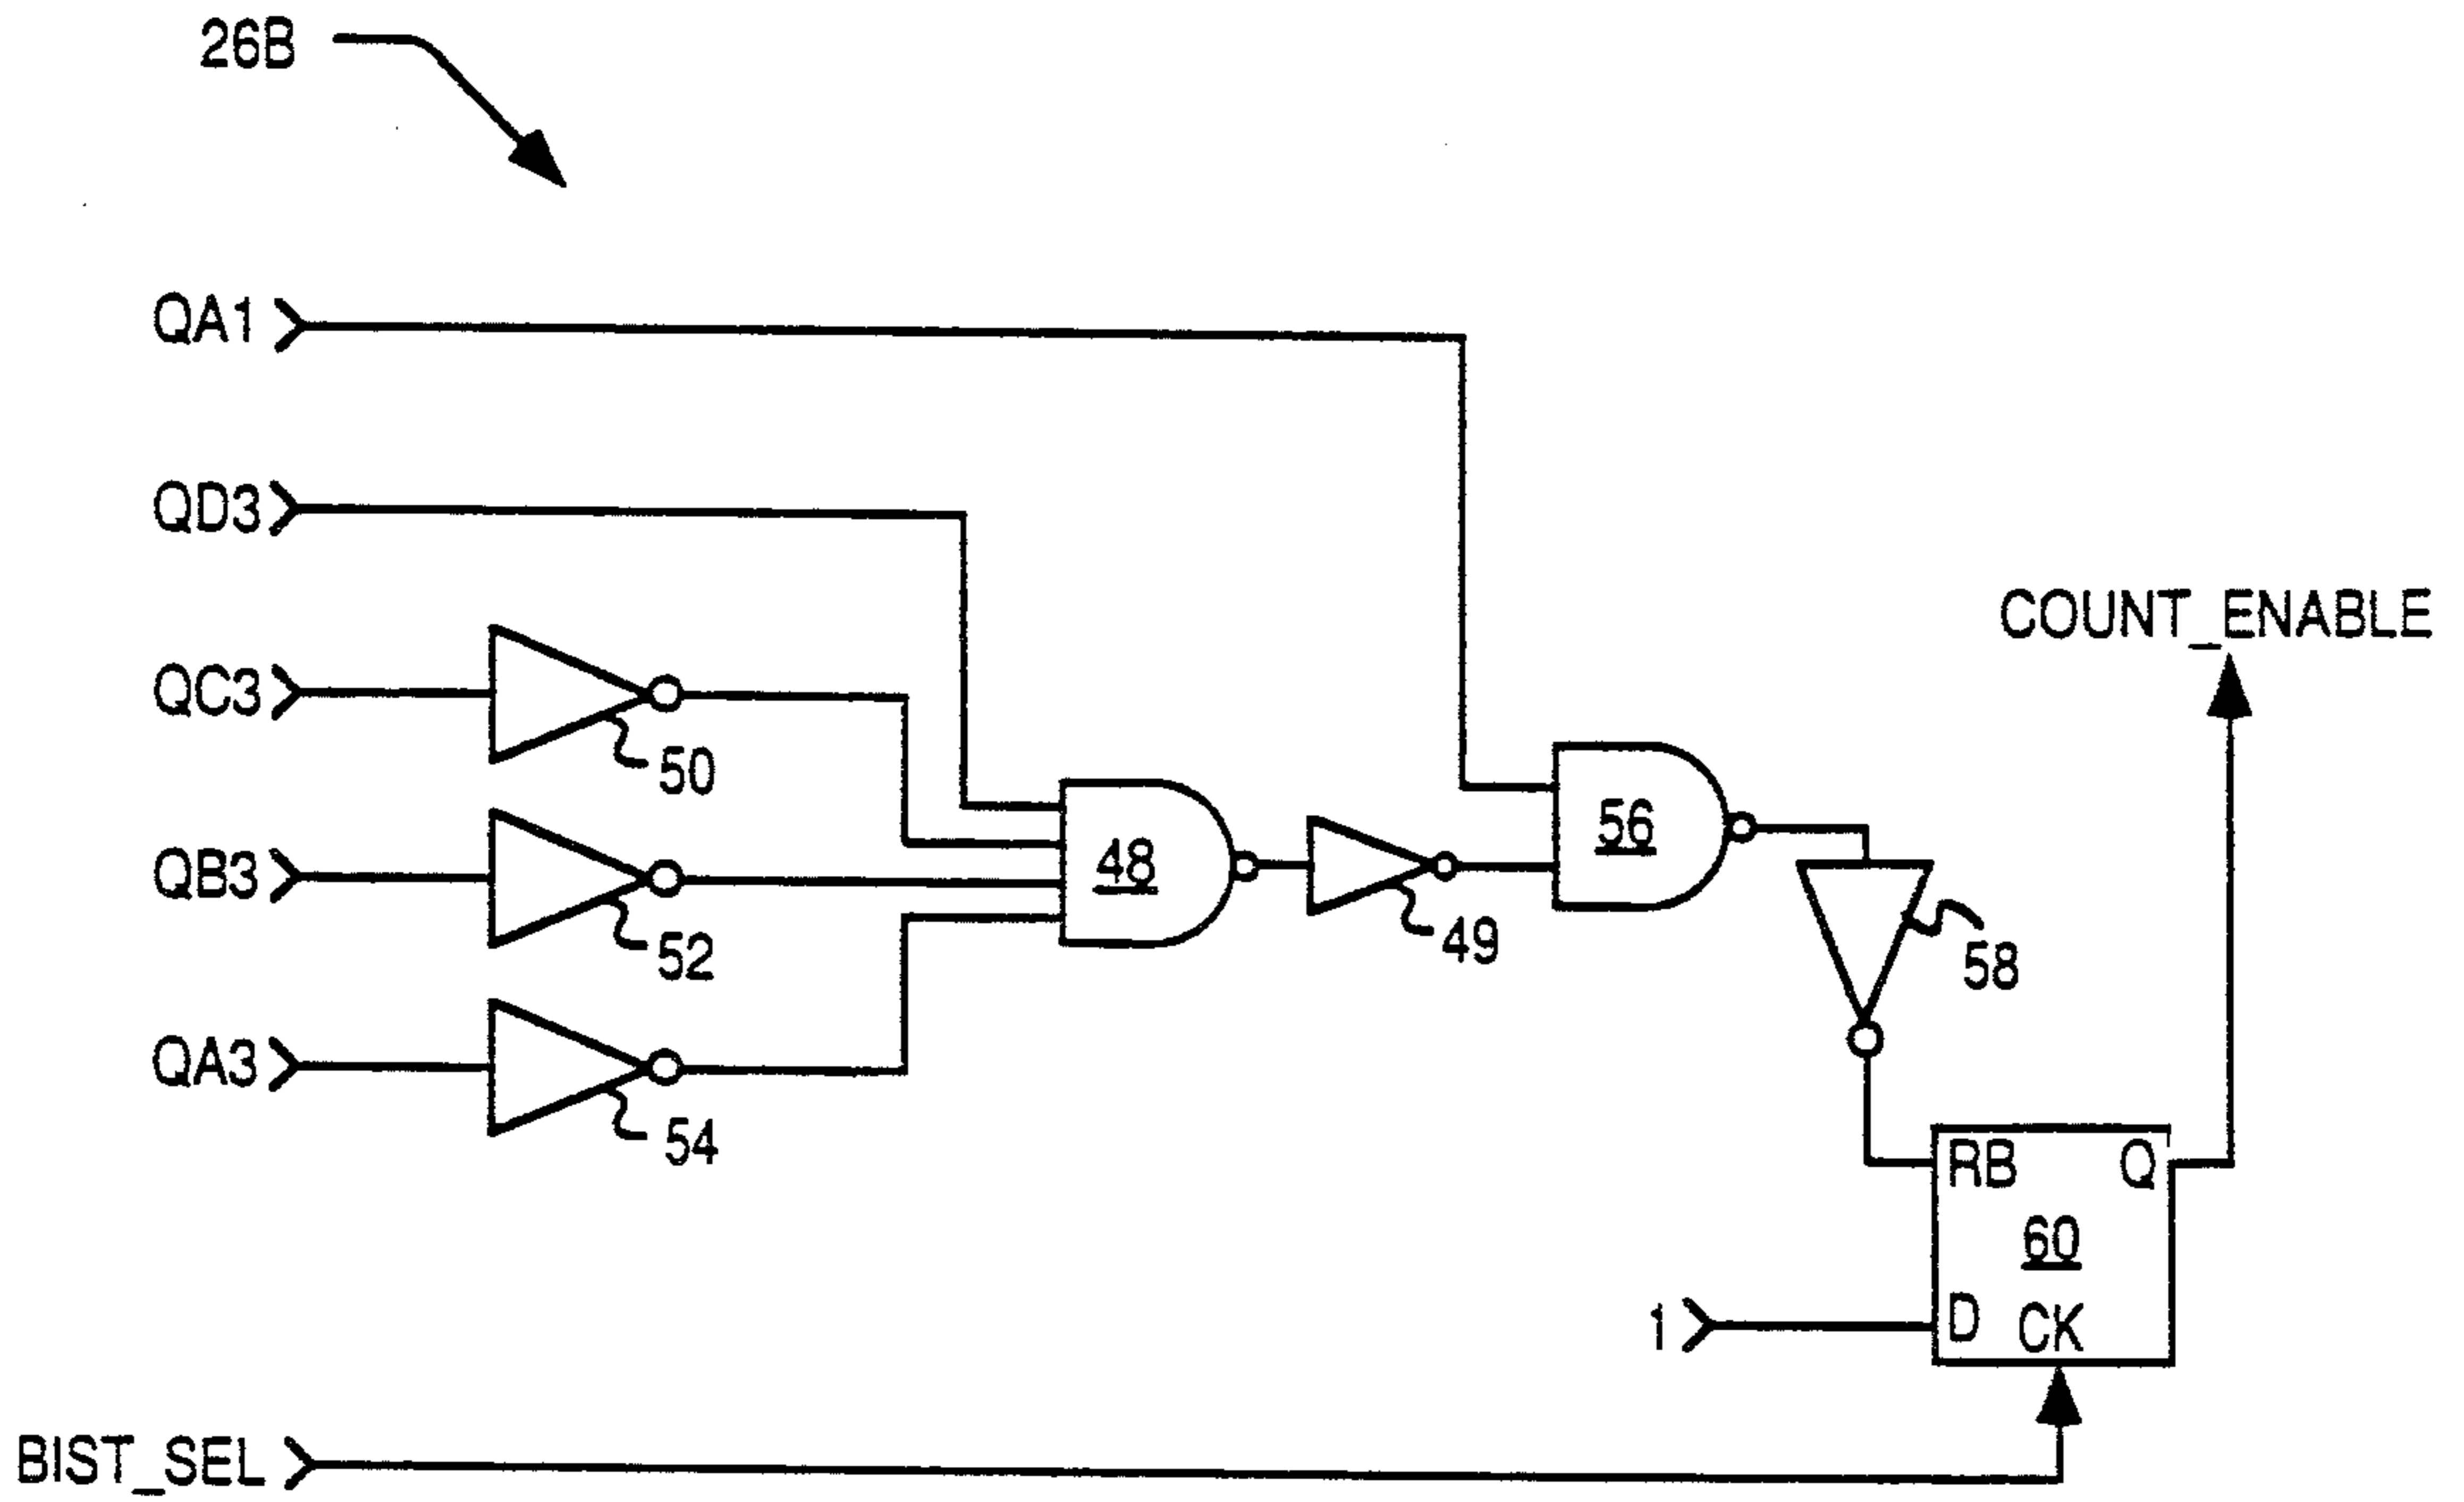 26B
QA1
QD3
COUNT_ENABLE
QC3
50
56
48
QB3
49
52
58
QA3
54
RB Q
60
1 D CK
BIST_SEL